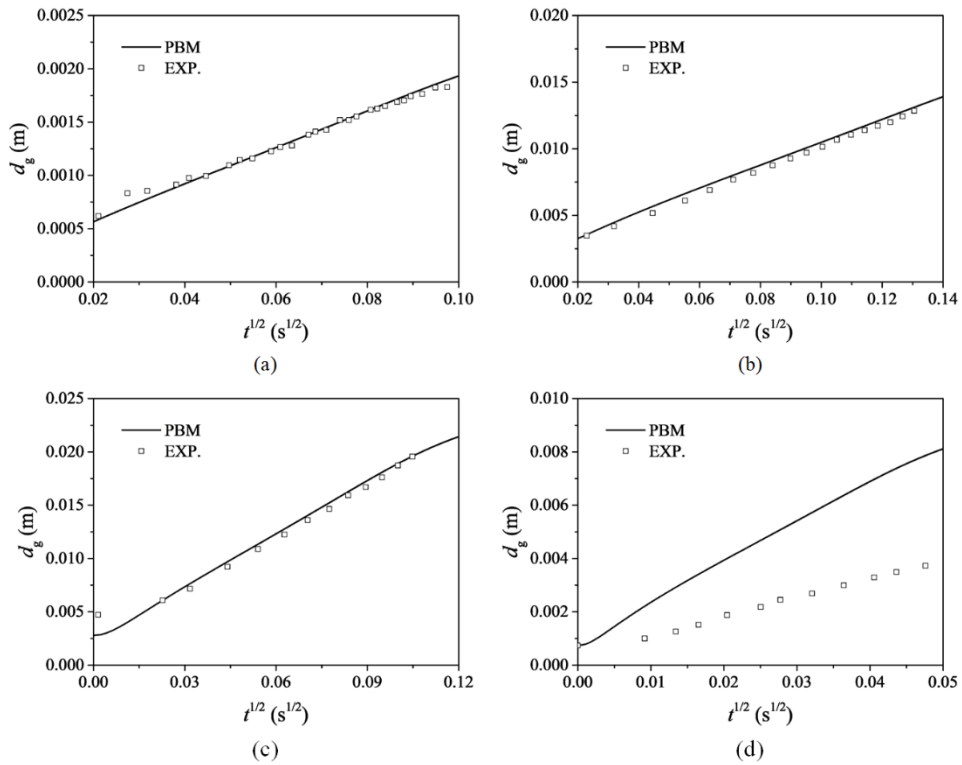 0.0025
0.0020
0.0015
0.0010
0.0005
0.0000
d_g (m)
PBM
EXP.
0.02 0.04 0.06 0.08 0.10
t^{1/2} (s^{1/2})
(a)
0.020
0.015
0.010
0.005
0.000
d_g (m)
PBM
EXP.
0.02 0.04 0.06 0.08 0.10 0.12 0.14
t^{1/2} (s^{1/2})
(b)
0.025
0.020
0.015
0.010
0.005
0.000
d_g (m)
PBM
EXP.
0.00 0.03 0.06 0.09 0.12
t^{1/2} (s^{1/2})
(c)
0.010
0.008
0.006
0.004
0.002
0.000
d_g (m)
PBM
EXP.
0.00 0.01 0.02 0.03 0.04 0.05
t^{1/2} (s^{1/2})
(d)